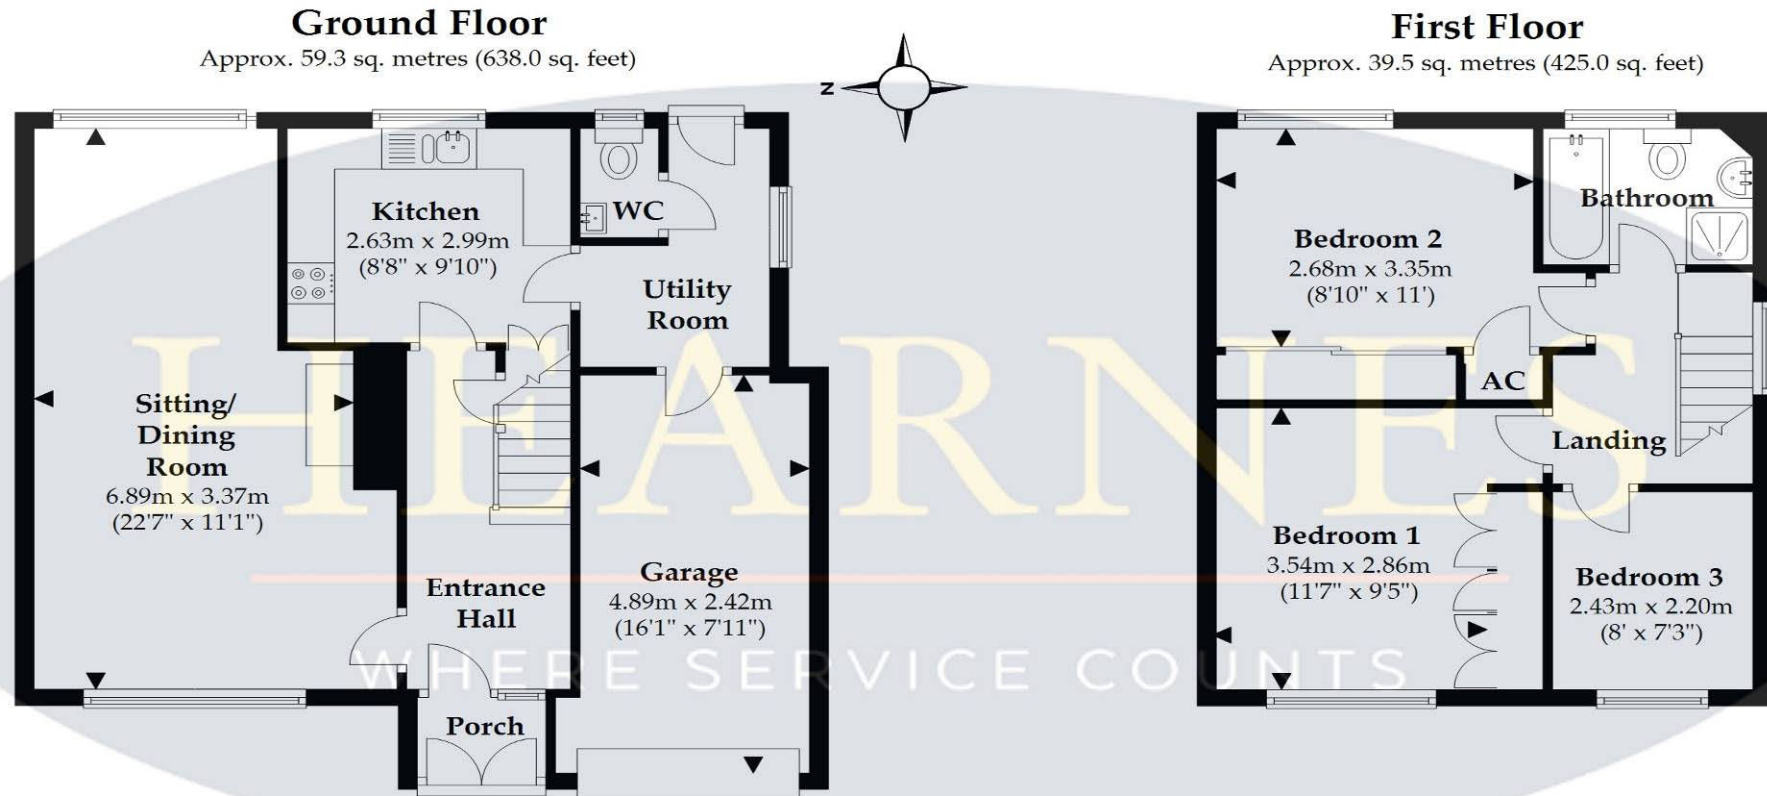 Ground Floor
Approx. 59.3 sq. metres (638.0 sq. feet)
First Floor
Approx. 39.5 sq. metres (425.0 sq. feet)
N
Kitchen
2.63m x 2.99m
(8'8" x 9'10")
WC
Utility
Room
Sitting/
Dining
Room
6.89m x 3.37m
(22'7" x 11'1")
Entrance
Hall
Garage
4.89m x 2.42m
(16'1" x 7'11")
Porch
Bedroom 2
2.68m x 3.35m
(8'10" x 11')
Bathroom
AC
Landing
Bedroom 1
3.54m x 2.86m
(11'7" x 9'5")
Bedroom 3
2.43m x 2.20m
(8' x 7'3")
HEARNES
WHERE SERVICE COUNTS